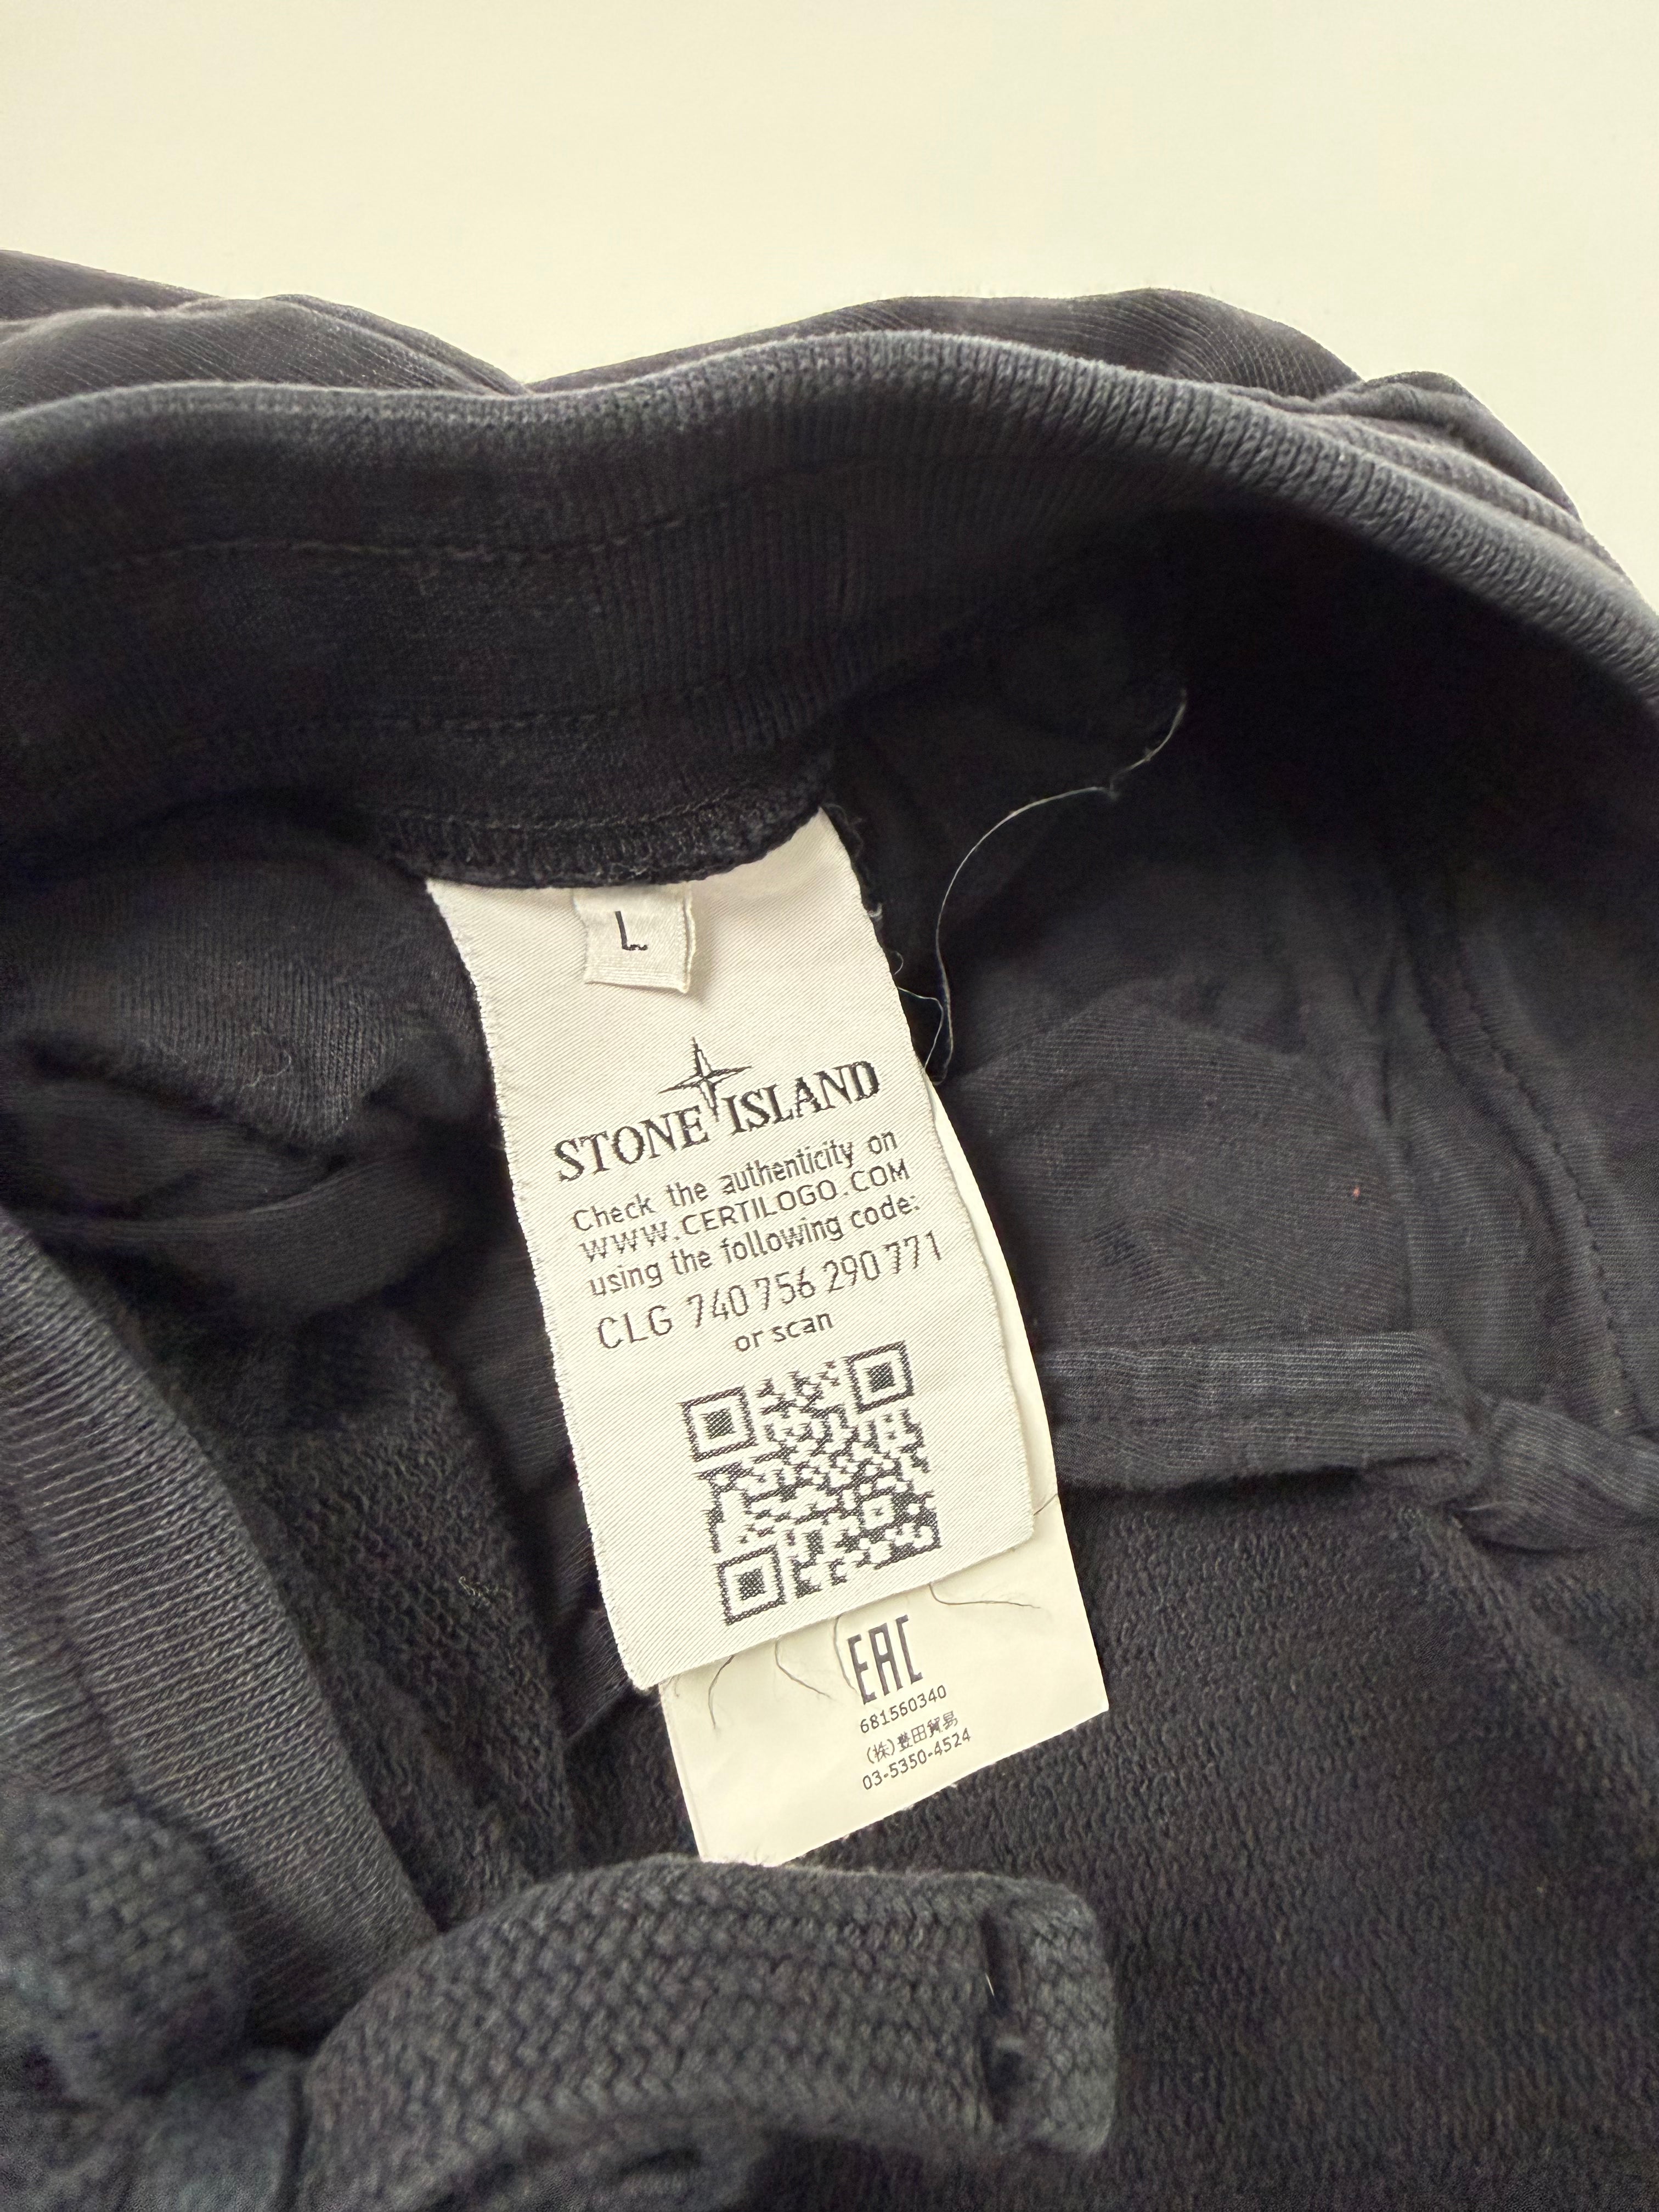 L
STONE ISLAND
Check the authenticity on
WWW.CERTILOGO.COM
using the following code:
CLG 740 756 290 771
or scan
EAC
681560340
(株)豊田貿易
03-5350-4524